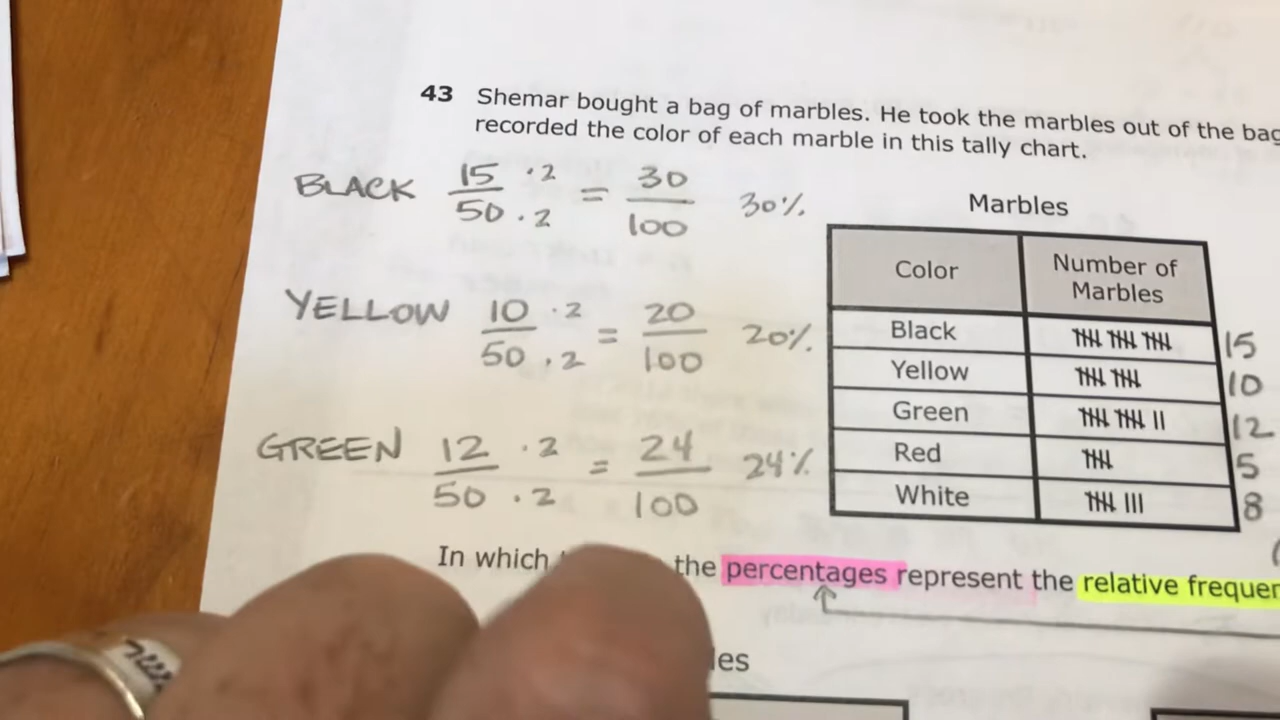 43 Shemar bought a bag of marbles. He took the marbles out of the bag
recorded the color of each marble in this tally chart.
BLACK 15 · 2 = 30 30%
50 · 2 100
YELLOW 10 · 2 = 20 20%
50 · 2 100
GREEN 12 · 2 = 24 24%
50 · 2 100
Marbles
Color Number of Marbles
Black 15
Yellow 10
Green 12
Red 5
White 8
In which the percentages represent the relative